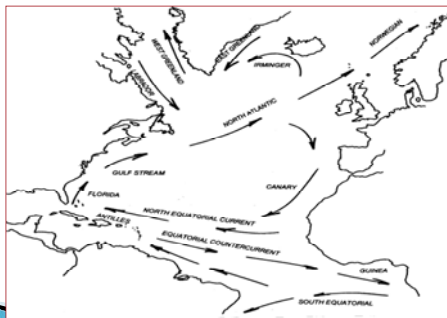 EAST GREENLAND
WEST GREENLAND
NORWEGIAN
IRMINGER
LABRADOR
NORTH ATLANTIC
GULF STREAM
CANARY
FLORIDA
NORTH EQUATORIAL CURRENT
ANTILLES
EQUATORIAL COUNTERCURRENT
GUINEA
SOUTH EQUATORIAL